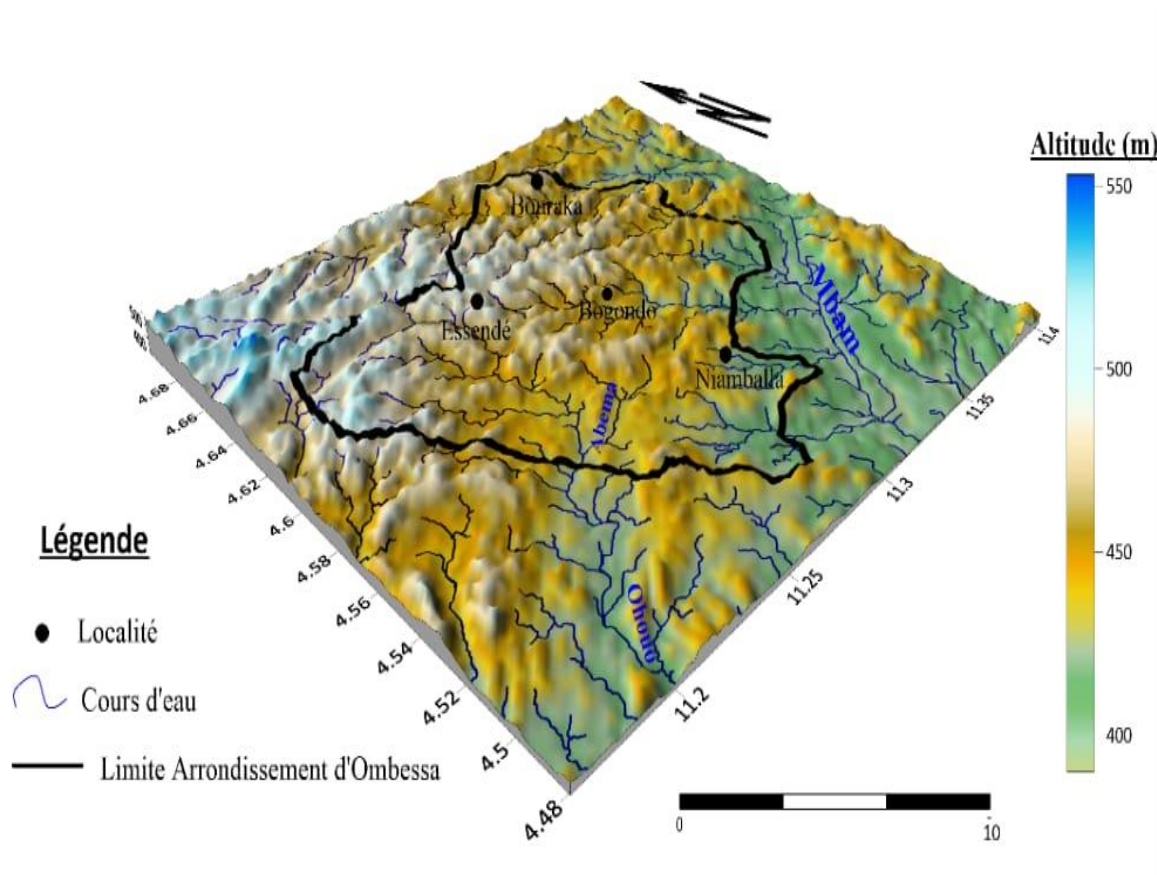 N
Altitude (m)
550
500
450
400
Bouraka
Essendé
Bogondo
Niamballa
Mbam
Abema
4.68
4.66
4.64
4.62
4.6
4.58
4.56
4.54
4.52
4.5
4.48
11.4
11.35
11.3
11.25
11.2
Légende
Localité
Cours d'eau
Limite Arrondissement d'Ombessa
0
10